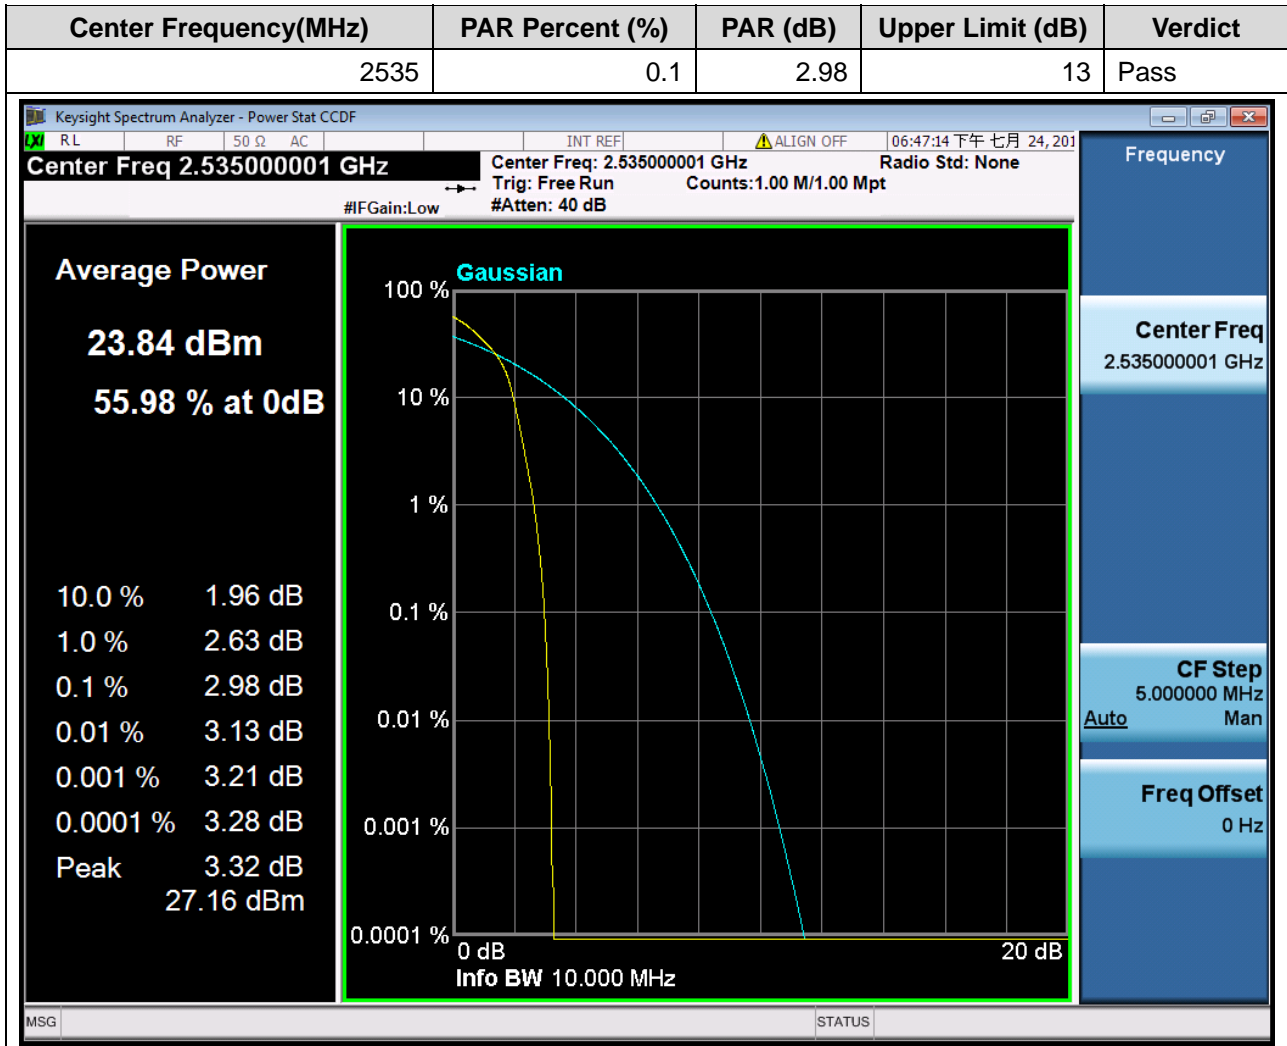 Center Frequency(MHz) PAR Percent (%) PAR (dB) Upper Limit (dB) Verdict
2535 0.1 2.98 13 Pass
Keysight Spectrum Analyzer - Power Stat CCDF
LXI RL RF 50 Ω AC INT REF ALIGN OFF 06:47:14 下午 七月 24, 201
Center Freq 2.535000001 GHz
Center Freq: 2.535000001 GHz Radio Std: None
Trig: Free Run Counts:1.00 M/1.00 Mpt
#IFGain:Low #Atten: 40 dB
Frequency
Average Power
23.84 dBm
55.98 % at 0dB
10.0 % 1.96 dB
1.0 % 2.63 dB
0.1 % 2.98 dB
0.01 % 3.13 dB
0.001 % 3.21 dB
0.0001 % 3.28 dB
Peak 3.32 dB
27.16 dBm
Gaussian
100 %
10 %
1 %
0.1 %
0.01 %
0.001 %
0.0001 %
0 dB 20 dB
Info BW 10.000 MHz
Center Freq
2.535000001 GHz
CF Step
5.000000 MHz
Auto Man
Freq Offset
0 Hz
MSG STATUS